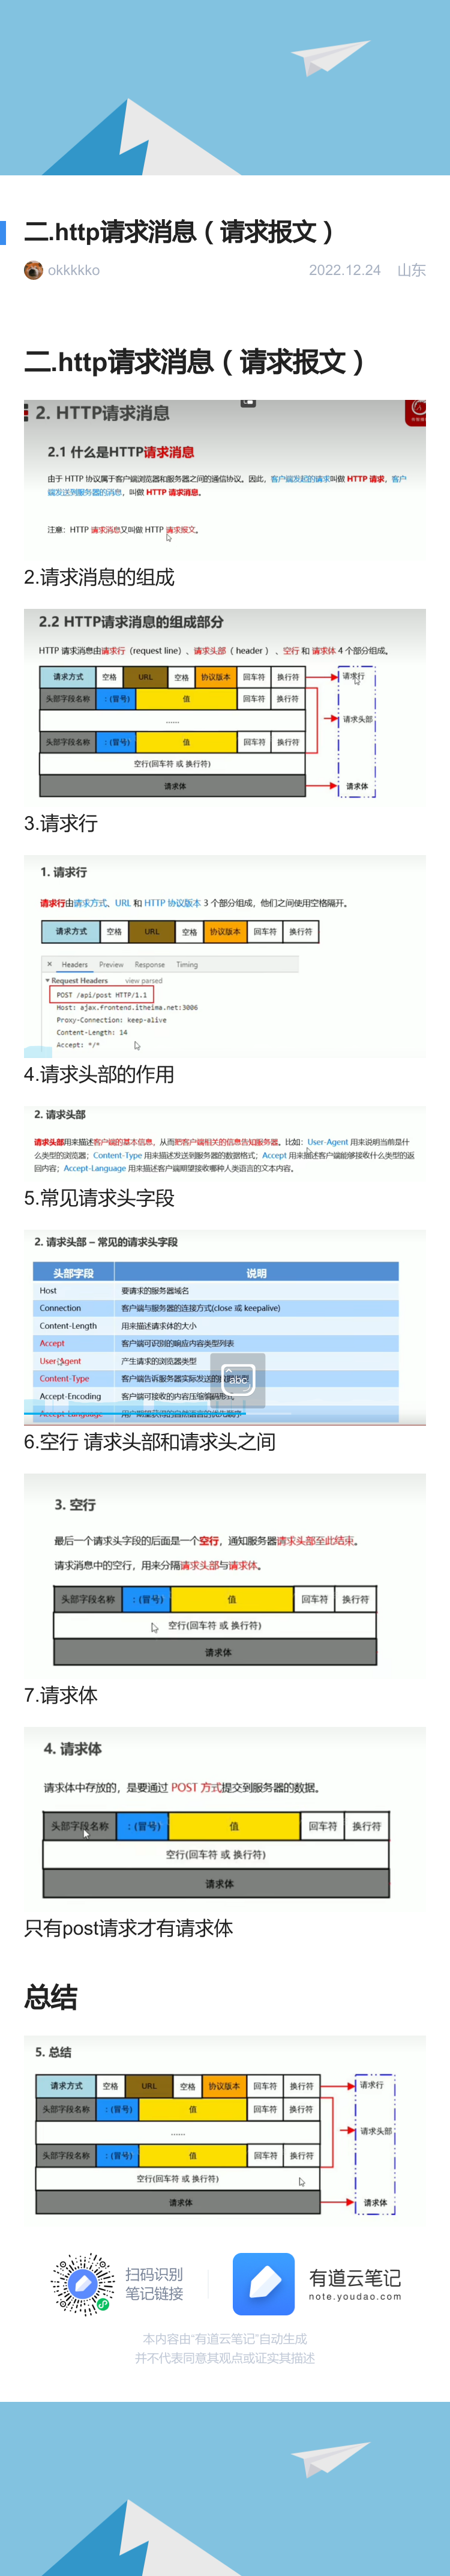 二.http请求消息（请求报文）
okkkkko 2022.12.24 山东
二.http请求消息（请求报文）
2. HTTP请求消息
2.1 什么是HTTP请求消息
由于 HTTP 协议属于客户端浏览器和服务器之间的通信协议。因此，客户端发起的请求叫做 HTTP 请求，客户
端发送到服务器的消息，叫做 HTTP 请求消息。
注意：HTTP 请求消息又叫做 HTTP 请求报文。
2.请求消息的组成
2.2 HTTP请求消息的组成部分
HTTP 请求消息由请求行（request line）、请求头部（ header ） 、空行 和 请求体 4 个部分组成。
请求方式 空格 URL 空格 协议版本 回车符 换行符 请求行
头部字段名称 ：(冒号) 值 回车符 换行符
...... 请求头部
头部字段名称 ：(冒号) 值 回车符 换行符
空行(回车符 或 换行符)
请求体 请求体
3.请求行
1. 请求行
请求行由请求方式、URL 和 HTTP 协议版本 3 个部分组成，他们之间使用空格隔开。
请求方式 空格 URL 空格 协议版本 回车符 换行符
× Headers Preview Response Timing
▼ Request Headers view parsed
POST /api/post HTTP/1.1
Host: ajax.frontend.itheima.net:3006
Proxy-Connection: keep-alive
Content-Length: 14
Accept: */*
4.请求头部的作用
2. 请求头部
请求头部用来描述客户端的基本信息，从而把客户端相关的信息告知服务器。比如：User-Agent 用来说明当前是什
么类型的浏览器；Content-Type 用来描述发送到服务器的数据格式；Accept 用来描述客户端能够接收什么类型的返
回内容；Accept-Language 用来描述客户端期望接收哪种人类语言的文本内容。
5.常见请求头字段
2. 请求头部 – 常见的请求头字段
头部字段 说明
Host 要请求的服务器域名
Connection 客户端与服务器的连接方式(close 或 keepalive)
Content-Length 用来描述请求体的大小
Accept 客户端可识别的响应内容类型列表
User-Agent 产生请求的浏览器类型
Content-Type 客户端告诉服务器实际发送的数据类型
abc
Accept-Encoding 客户端可接收的内容压缩编码形式
Accept-Language 用户期望获得的自然语言的优先顺序
6.空行 请求头部和请求头之间
3. 空行
最后一个请求头字段的后面是一个空行，通知服务器请求头部至此结束。
请求消息中的空行，用来分隔请求头部与请求体。
头部字段名称 ：(冒号) 值 回车符 换行符
空行(回车符 或 换行符)
请求体
7.请求体
4. 请求体
请求体中存放的，是要通过 POST 方式提交到服务器的数据。
头部字段名称 ：(冒号) 值 回车符 换行符
空行(回车符 或 换行符)
请求体
只有post请求才有请求体
总结
5. 总结
请求方式 空格 URL 空格 协议版本 回车符 换行符 请求行
头部字段名称 ：(冒号) 值 回车符 换行符
...... 请求头部
头部字段名称 ：(冒号) 值 回车符 换行符
空行(回车符 或 换行符)
请求体 请求体
扫码识别
笔记链接
有道云笔记
note.youdao.com
本内容由“有道云笔记”自动生成
并不代表同意其观点或证实其描述